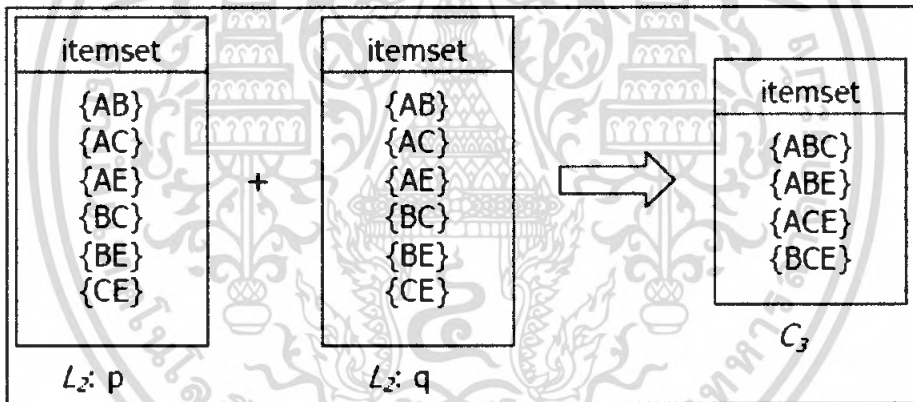 itemset
{AB}
{AC}
{AE}
{BC}
{BE}
{CE}
L₂: p
+
itemset
{AB}
{AC}
{AE}
{BC}
{BE}
{CE}
L₂: q
itemset
{ABC}
{ABE}
{ACE}
{BCE}
C₃